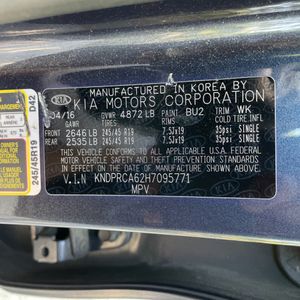 MANUFACTURED IN KOREA BY
KIA KIA MOTORS CORPORATION
04/16 GVWR 4872LB PAINT BU2 TRIM WK
GAWR COLD TIRE INFL
FRONT 2646LB 245/45 R19 7.5Jx19 35psi SINGLE
REAR 2535LB 245/45 R19 7.5Jx19 35psi SINGLE
THIS VEHICLE CONFORMS TO ALL APPLICABLE U.S.A. FEDERAL
MOTOR VEHICLE SAFETY AND THEFT PREVENTION STANDARDS IN
EFFECT ON THE DATE OF MANUFACTURE SHOWN ABOVE.
V.I.N KNDPRCA62H7095771
MPV
D42
REAR
ARRIERE
245/45R19